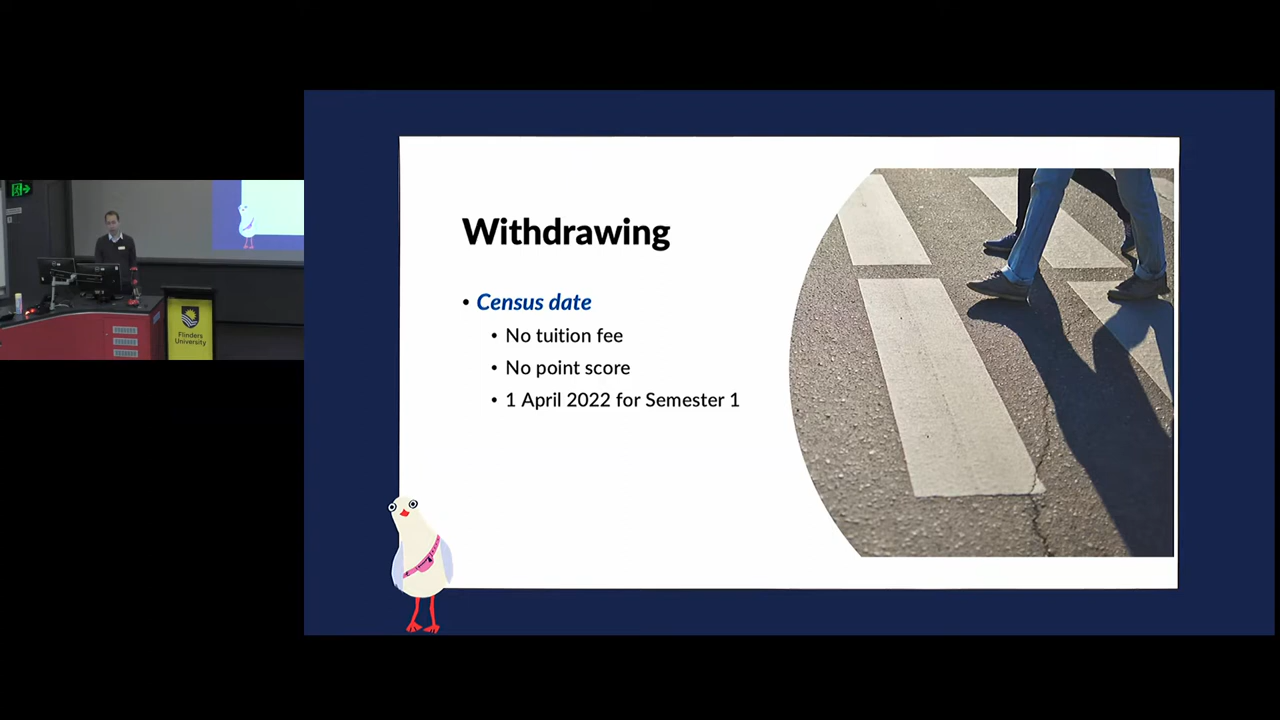 Flinders
University
Withdrawing
• Census date
• No tuition fee
• No point score
• 1 April 2022 for Semester 1